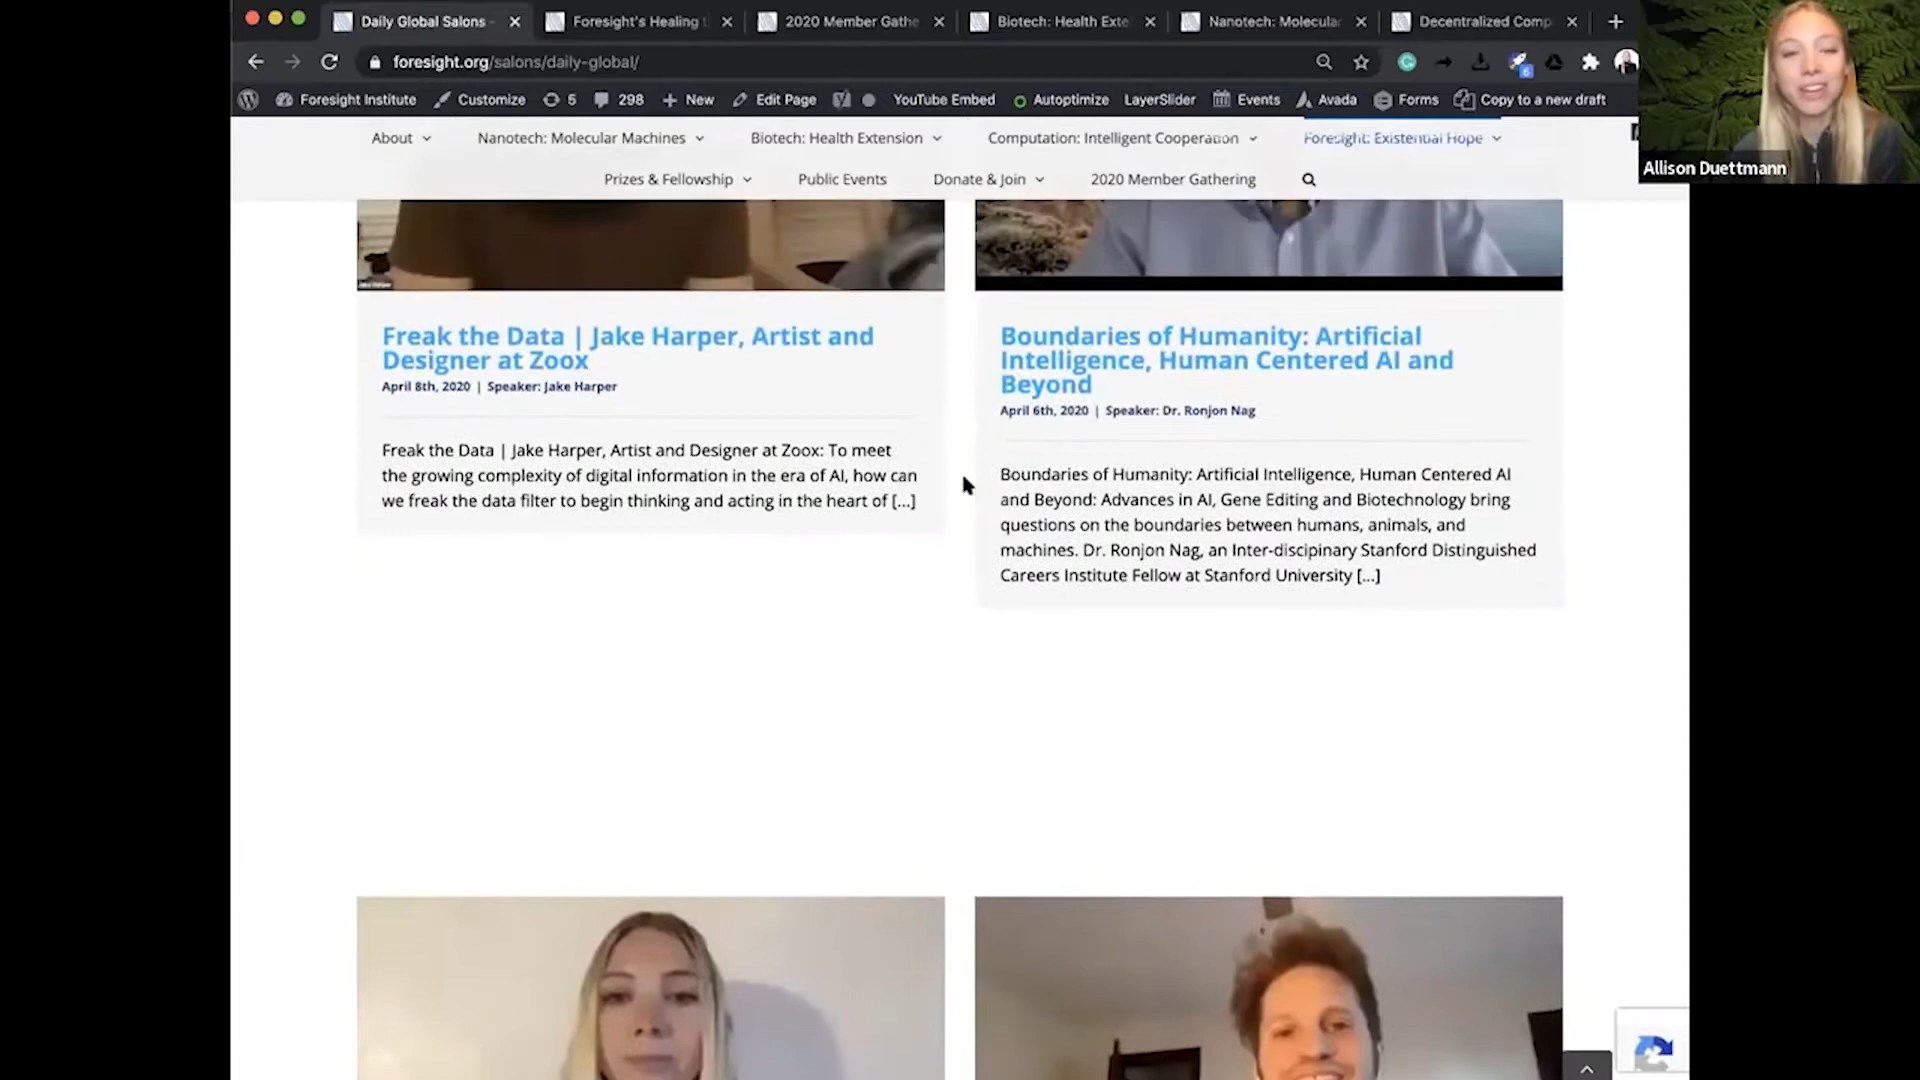 Daily Global Salons -
Foresight's Healing t
2020 Member Gathe
Biotech: Health Exte
Nanotech: Molecular
Decentralized Comp
foresight.org/salons/daily-global/
6
Foresight Institute
Customize
5
298
New
Edit Page
YouTube Embed
Autoptimize
LayerSlider
Events
Avada
Forms
Copy to a new draft
About
Nanotech: Molecular Machines
Biotech: Health Extension
Computation: Intelligent Cooperation
Foresight: Existential Hope
Allison Duettmann
Prizes & Fellowship
Public Events
Donate & Join
2020 Member Gathering
Freak the Data | Jake Harper, Artist and
Designer at Zoox
April 8th, 2020 | Speaker: Jake Harper
Freak the Data | Jake Harper, Artist and Designer at Zoox: To meet
the growing complexity of digital information in the era of AI, how can
we freak the data filter to begin thinking and acting in the heart of [...]
Boundaries of Humanity: Artificial
Intelligence, Human Centered AI and
Beyond
April 6th, 2020 | Speaker: Dr. Ronjon Nag
Boundaries of Humanity: Artificial Intelligence, Human Centered AI
and Beyond: Advances in AI, Gene Editing and Biotechnology bring
questions on the boundaries between humans, animals, and
machines. Dr. Ronjon Nag, an Inter-discipinary Stanford Distinguished
Careers Institute Fellow at Stanford University [...]